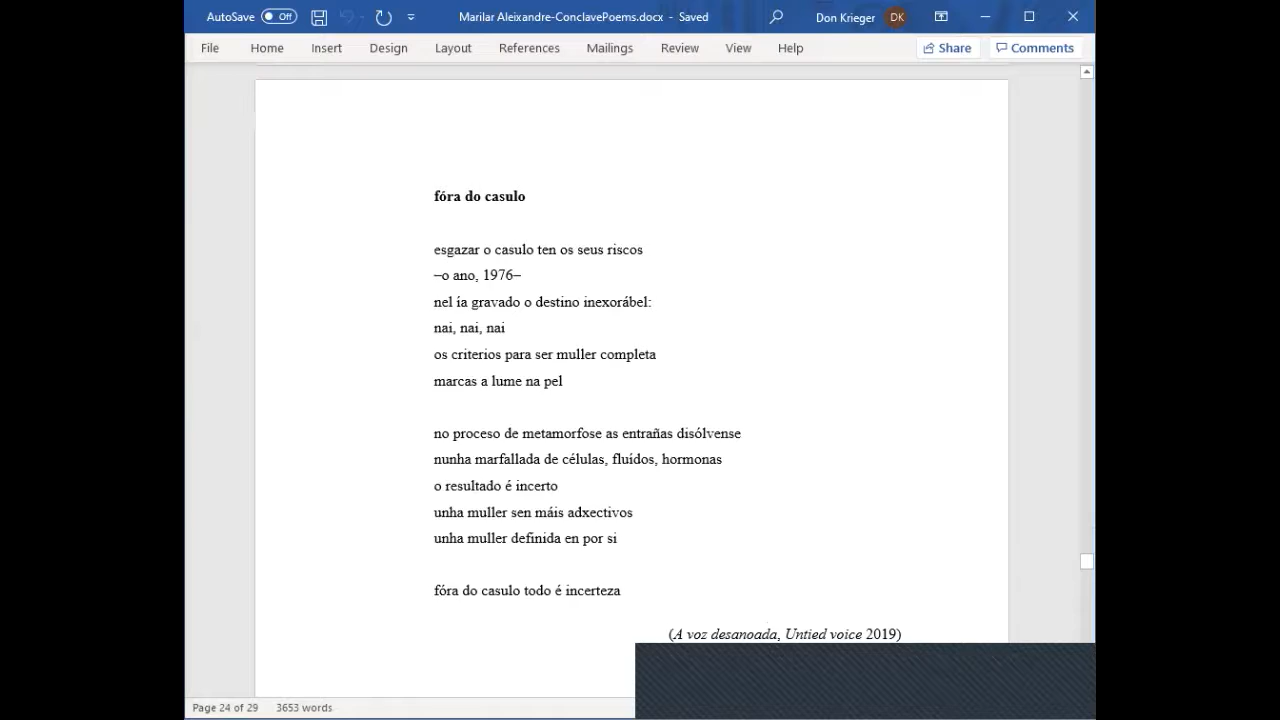 AutoSave Off Marilar Aleixandre-ConclavePoems.docx - Saved Don Krieger DK
File Home Insert Design Layout References Mailings Review View Help Share Comments
fóra do casulo
esgazar o casulo ten os seus riscos
–o ano, 1976–
nel ía gravado o destino inexorábel:
nai, nai, nai
os criterios para ser muller completa
marcas a lume na pel
no proceso de metamorfose as entrañas disólvense
nunha marfallada de células, fluídos, hormonas
o resultado é incerto
unha muller sen máis adxectivos
unha muller definida en por si
fóra do casulo todo é incerteza
(A voz desanoada, Untied voice 2019)
Page 24 of 29 3653 words